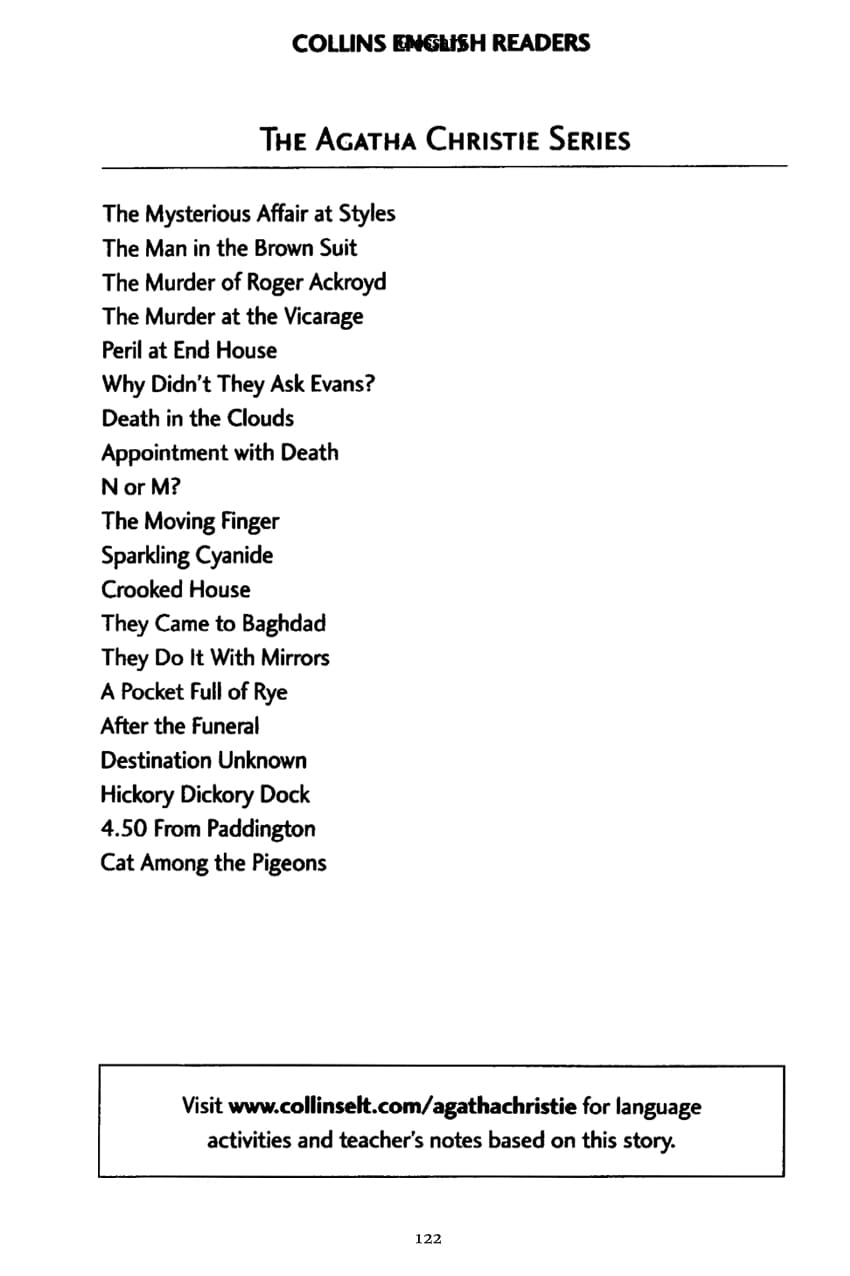 COLLINS ENGLISH READERS
Glossary
THE AGATHA CHRISTIE SERIES
The Mysterious Affair at Styles
The Man in the Brown Suit
The Murder of Roger Ackroyd
The Murder at the Vicarage
Peril at End House
Why Didn't They Ask Evans?
Death in the Clouds
Appointment with Death
N or M?
The Moving Finger
Sparkling Cyanide
Crooked House
They Came to Baghdad
They Do It With Mirrors
A Pocket Full of Rye
After the Funeral
Destination Unknown
Hickory Dickory Dock
4.50 From Paddington
Cat Among the Pigeons
Visit www.collinselt.com/agathachristie for language
activities and teacher's notes based on this story.
122